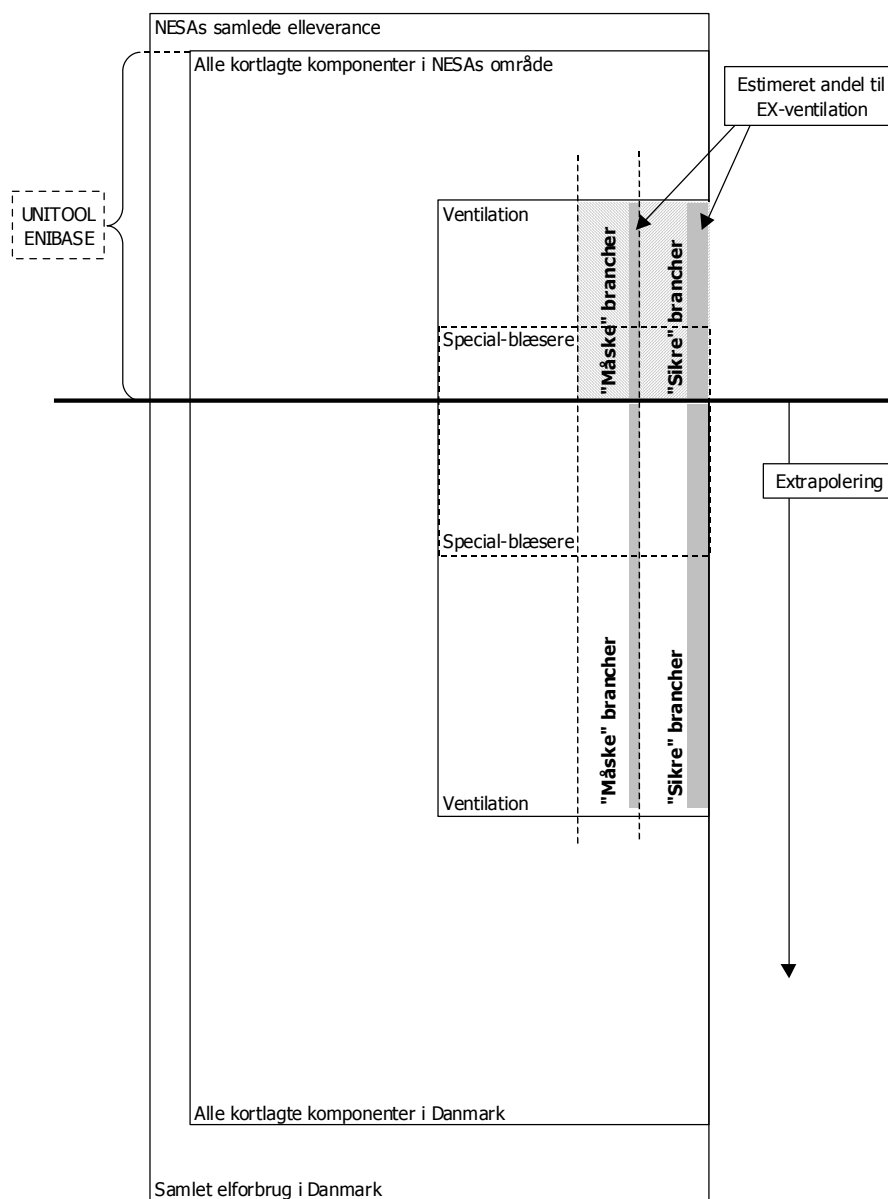 NESAs samlede elleverance
Alle kortlagte komponenter i NESAs område
Estimeret andel til
EX-ventilation
UNITOOL
ENIBASE
Ventilation
"Måske" brancher
"Sikre" brancher
Special-blæsere
Extrapolering
Special-blæsere
"Måske" brancher
"Sikre" brancher
Ventilation
Alle kortlagte komponenter i Danmark
Samlet elforbrug i Danmark